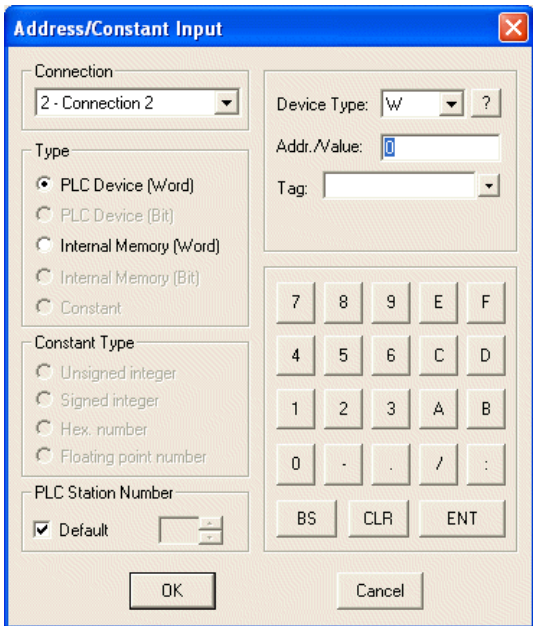 Address/Constant Input
Connection
2 - Connection 2
Type
PLC Device (Word)
PLC Device (Bit)
Internal Memory (Word)
Internal Memory (Bit)
Constant
Constant Type
Unsigned integer
Signed integer
Hex. number
Floating point number
PLC Station Number
Default
Device Type: W ?
Addr./Value: 0
Tag:
7 8 9 E F
4 5 6 C D
1 2 3 A B
0 - . / :
BS CLR ENT
OK Cancel